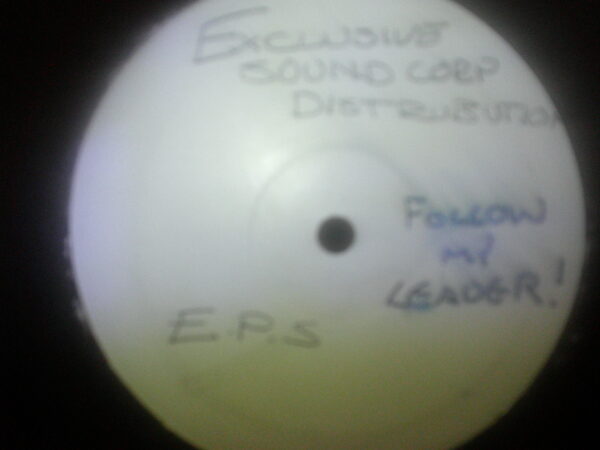 EXCLUSIVE
SOUND CORP
DISTRIBUTION
FOLLOW
MY
LEADER!
E.P.S